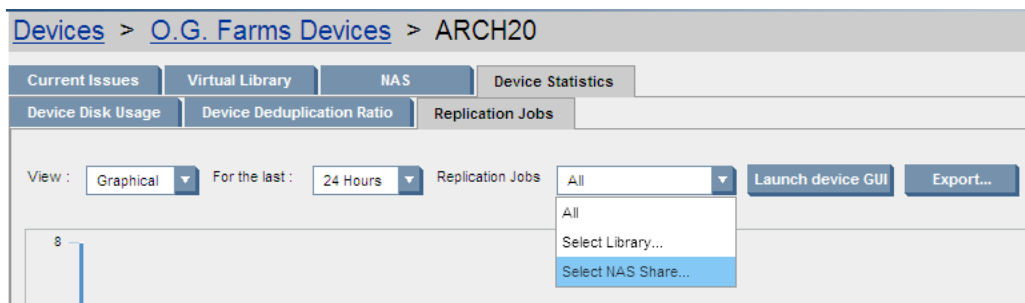 Devices > O.G. Farms Devices > ARCH20
Current Issues Virtual Library NAS Device Statistics
Device Disk Usage Device Deduplication Ratio Replication Jobs
View : Graphical For the last : 24 Hours Replication Jobs All Launch device GUI Export...
All
Select Library...
Select NAS Share...
8